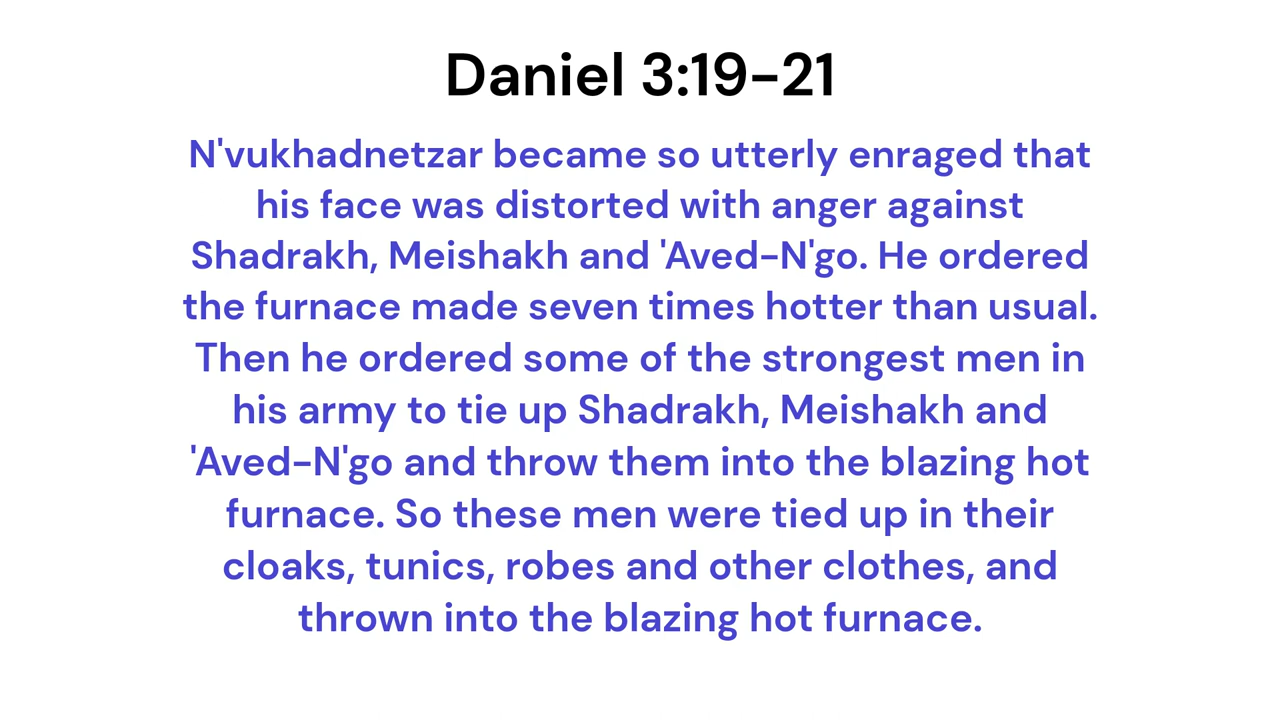 Daniel 3:19-21
N'vukhadnetzar became so utterly enraged that
his face was distorted with anger against
Shadrakh, Meishakh and 'Aved-N'go. He ordered
the furnace made seven times hotter than usual.
Then he ordered some of the strongest men in
his army to tie up Shadrakh, Meishakh and
'Aved-N'go and throw them into the blazing hot
furnace. So these men were tied up in their
cloaks, tunics, robes and other clothes, and
thrown into the blazing hot furnace.